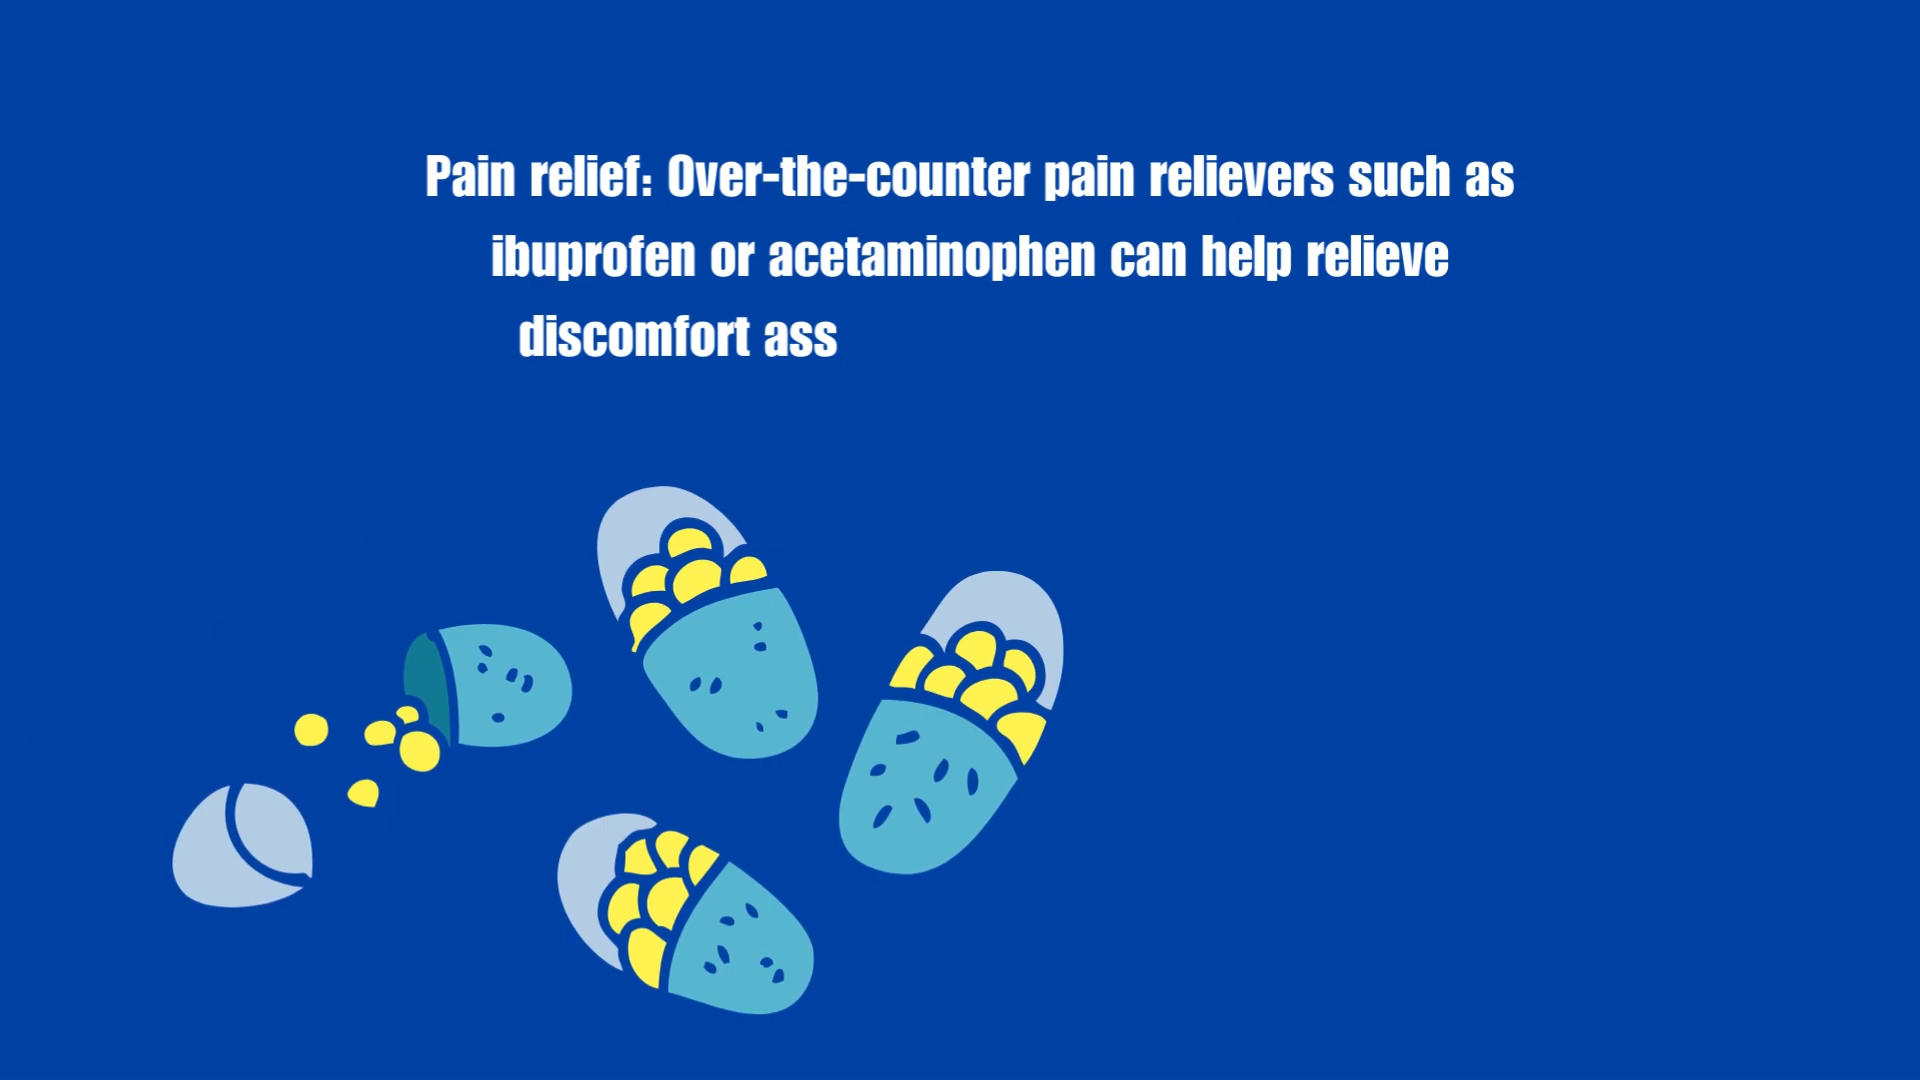 Pain relief: Over-the-counter pain relievers such as
ibuprofen or acetaminophen can help relieve
discomfort ass